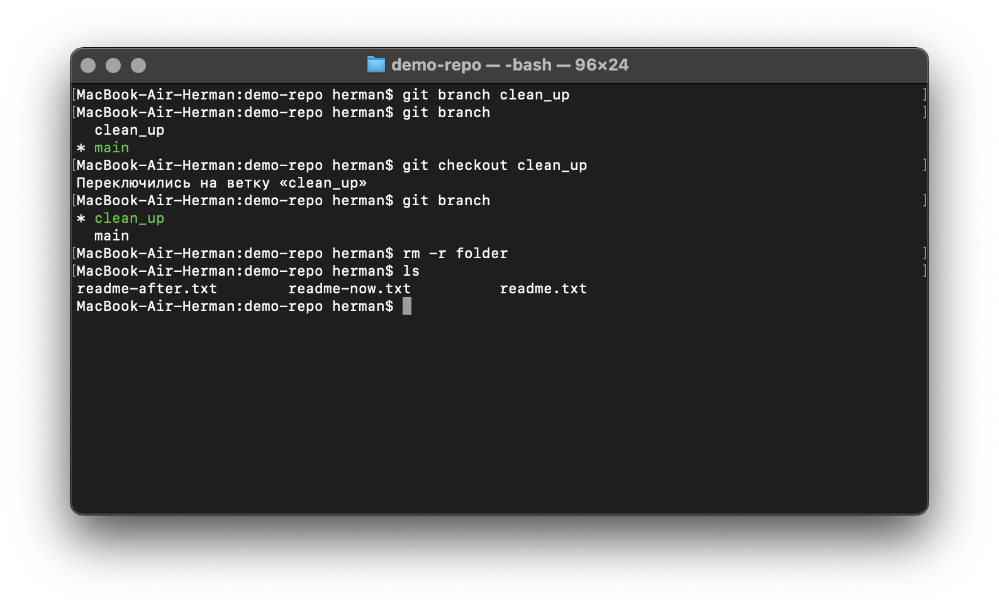 demo-repo — -bash — 96×24
[MacBook-Air-Herman:demo-repo herman$ git branch clean_up ]
[MacBook-Air-Herman:demo-repo herman$ git branch ]
  clean_up
* main
[MacBook-Air-Herman:demo-repo herman$ git checkout clean_up ]
Переключились на ветку «clean_up»
[MacBook-Air-Herman:demo-repo herman$ git branch ]
* clean_up
  main
[MacBook-Air-Herman:demo-repo herman$ rm -r folder ]
[MacBook-Air-Herman:demo-repo herman$ ls ]
readme-after.txt        readme-now.txt          readme.txt
MacBook-Air-Herman:demo-repo herman$